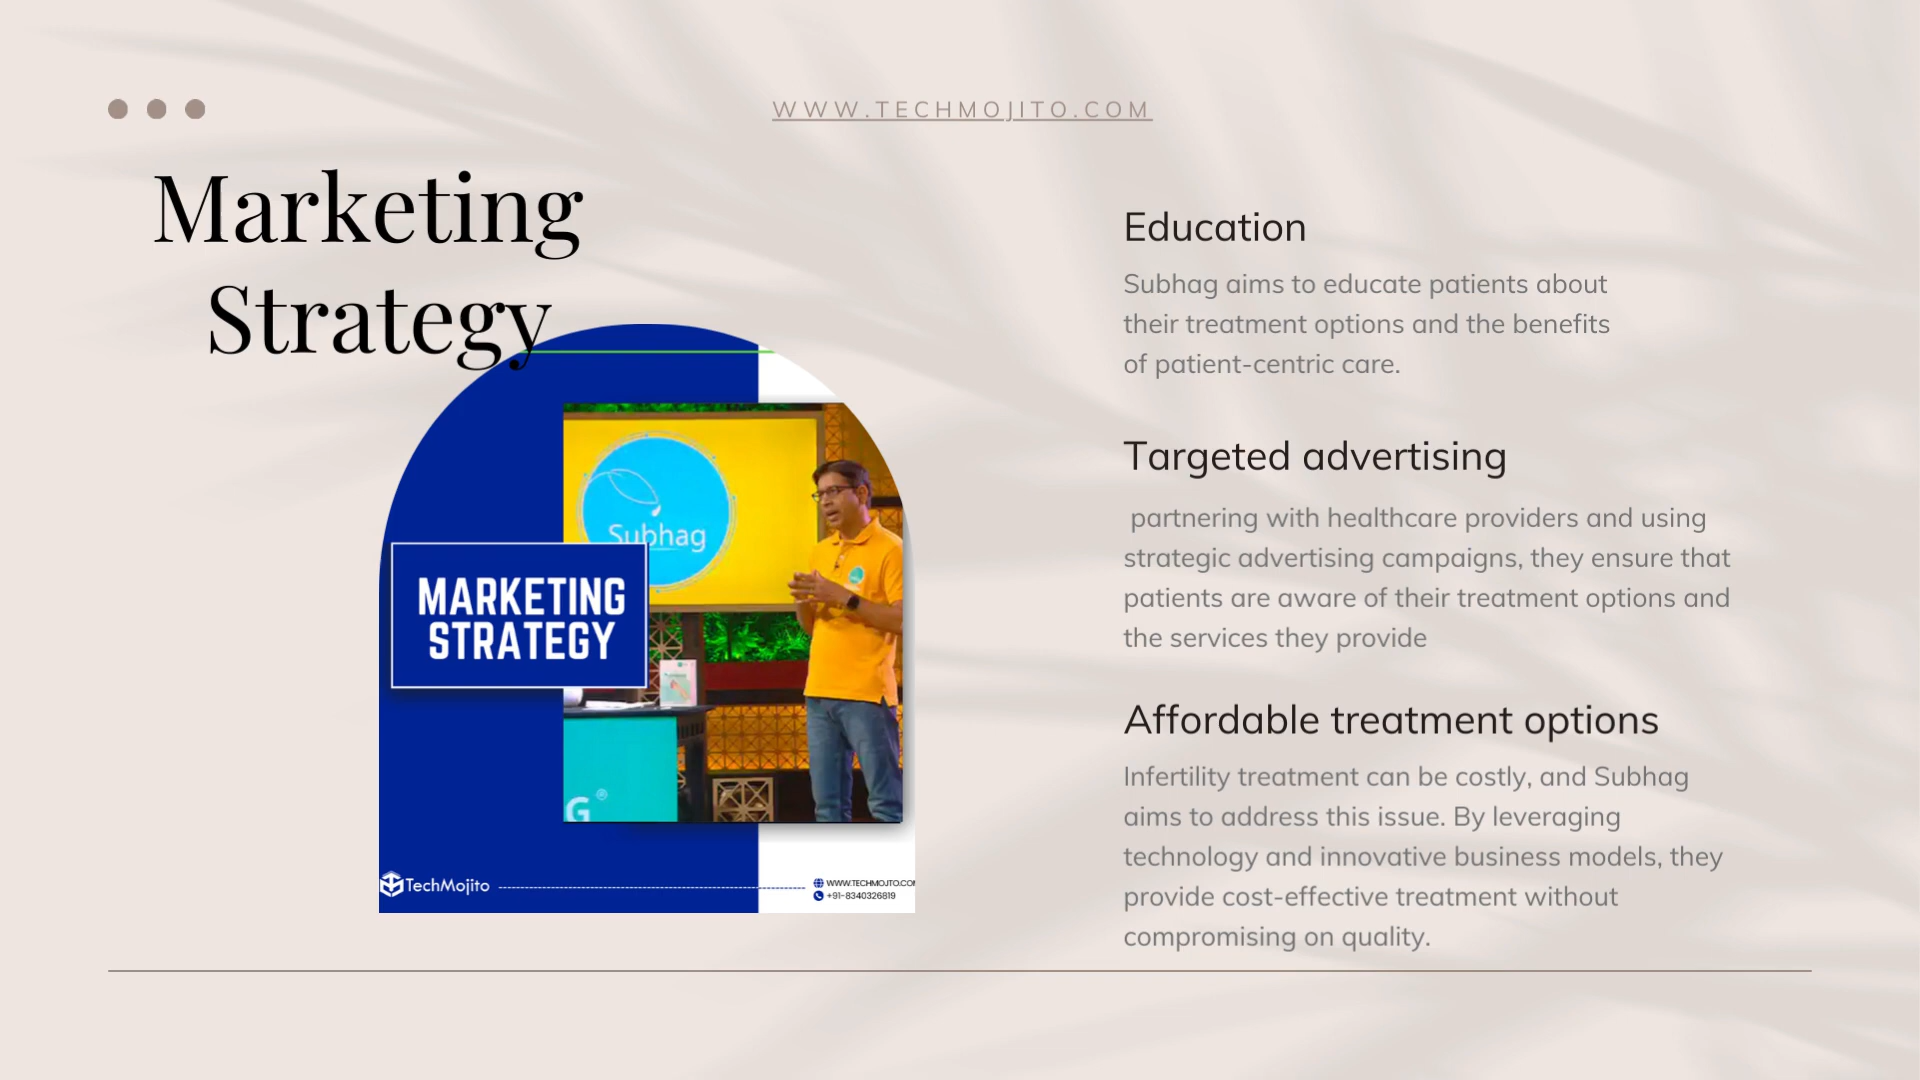 WWW.TECHMOJITO.COM
Marketing
Strategy
Education
Subhag aims to educate patients about
their treatment options and the benefits
of patient-centric care.
Targeted advertising
partnering with healthcare providers and using
strategic advertising campaigns, they ensure that
patients are aware of their treatment options and
the services they provide
Affordable treatment options
Infertility treatment can be costly, and Subhag
aims to address this issue. By leveraging
technology and innovative business models, they
provide cost-effective treatment without
compromising on quality.
Subhag
MARKETING
STRATEGY
G
TechMojito
WWW.TECHMOJTO.CO
+91-8340326819